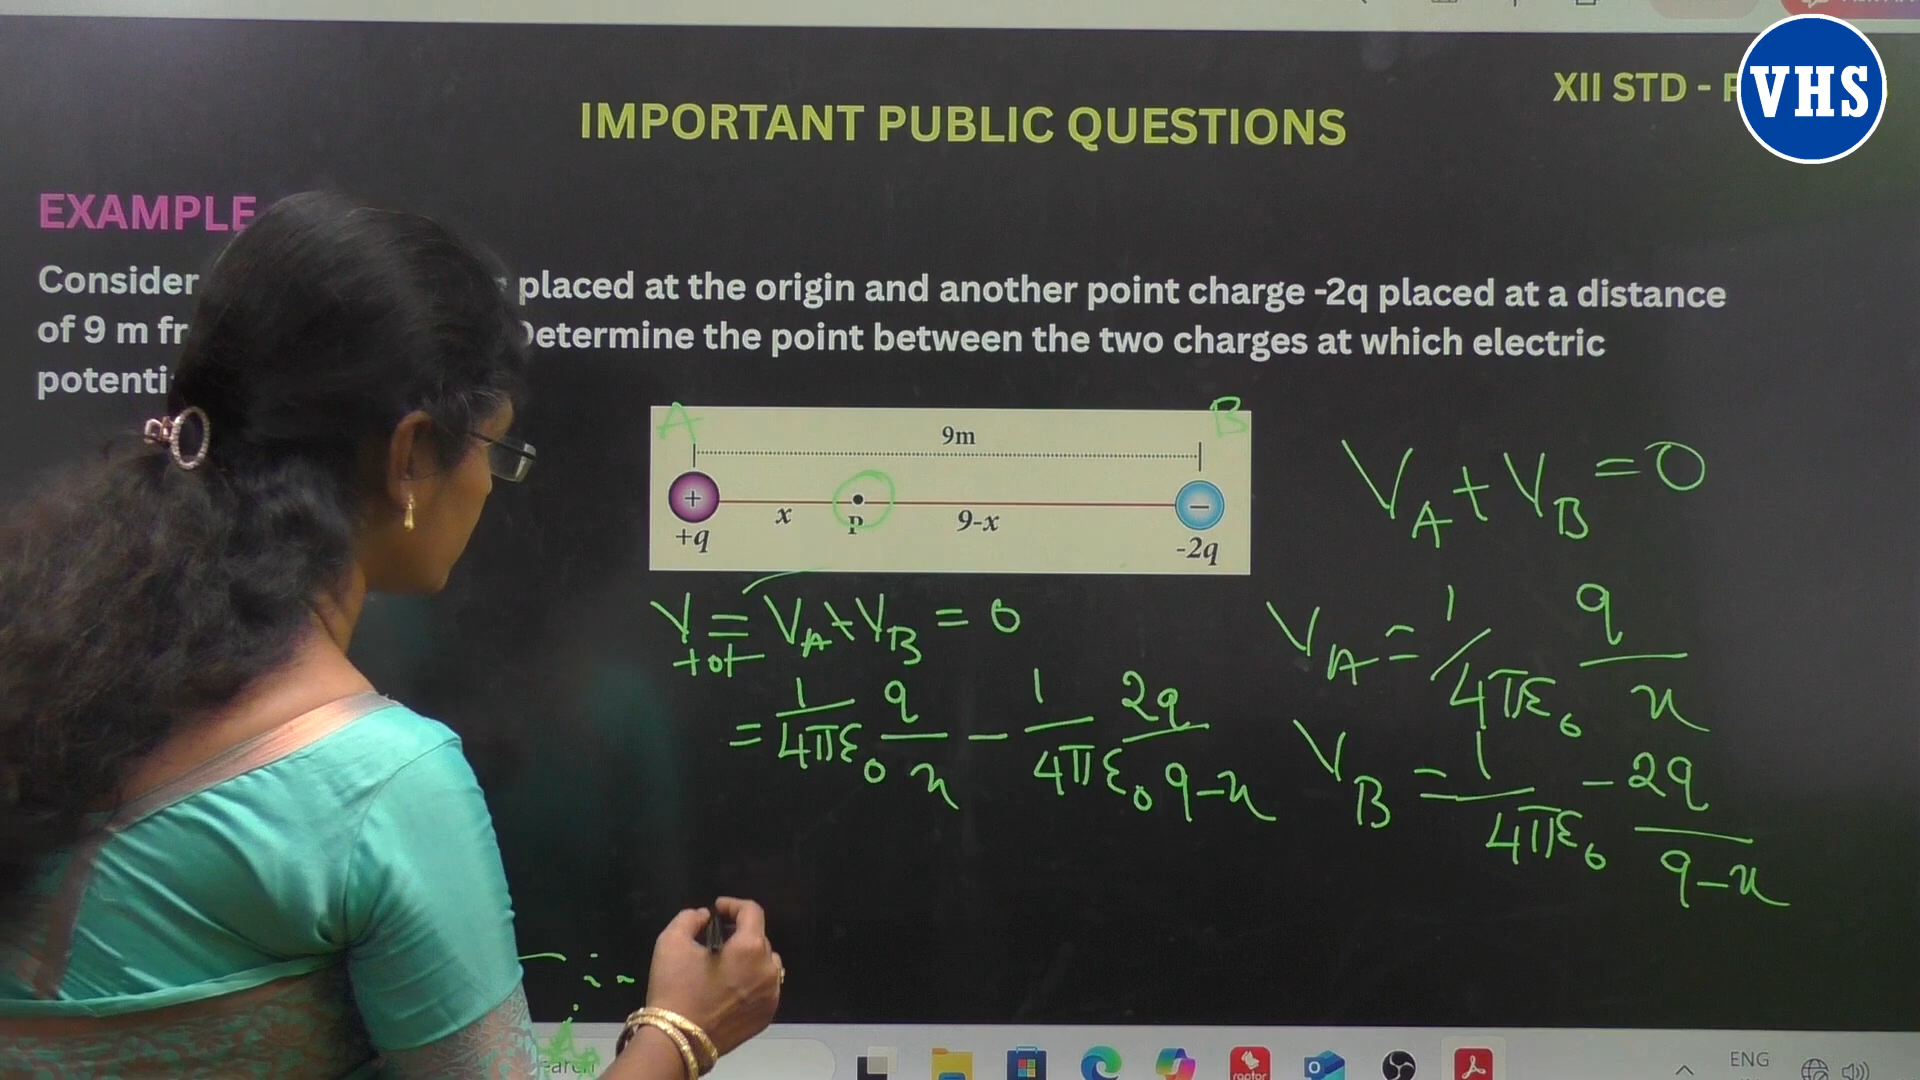 VHS
XII STD -
IMPORTANT PUBLIC QUESTIONS
EXAMPLE
Consider placed at the origin and another point charge -2q placed at a distance
of 9 m Determine the point between the two charges at which electric
A B
9m
+ −
x P 9-x
+q -2q
V_A + V_B = 0
V_tot = V_A + V_B = 0
= 1/4πε₀ q/x − 1/4πε₀ 2q/9−x
V_A = 1/4πε₀ q/x
V_B = 1/4πε₀ −2q/9−x
ENG